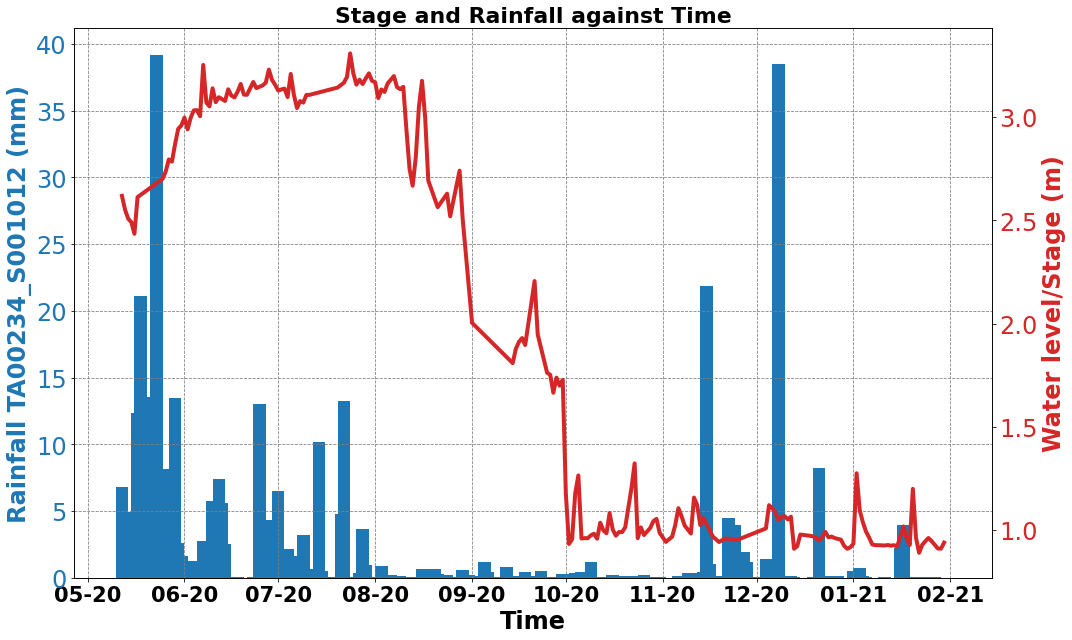 Stage and Rainfall against Time
Rainfall TA00234_S001012 (mm)
40
35
30
25
20
15
10
5
0
3.0
2.5
2.0
1.5
1.0
Water level/Stage (m)
05-20 06-20 07-20 08-20 09-20 10-20 11-20 12-20 01-21 02-21
Time